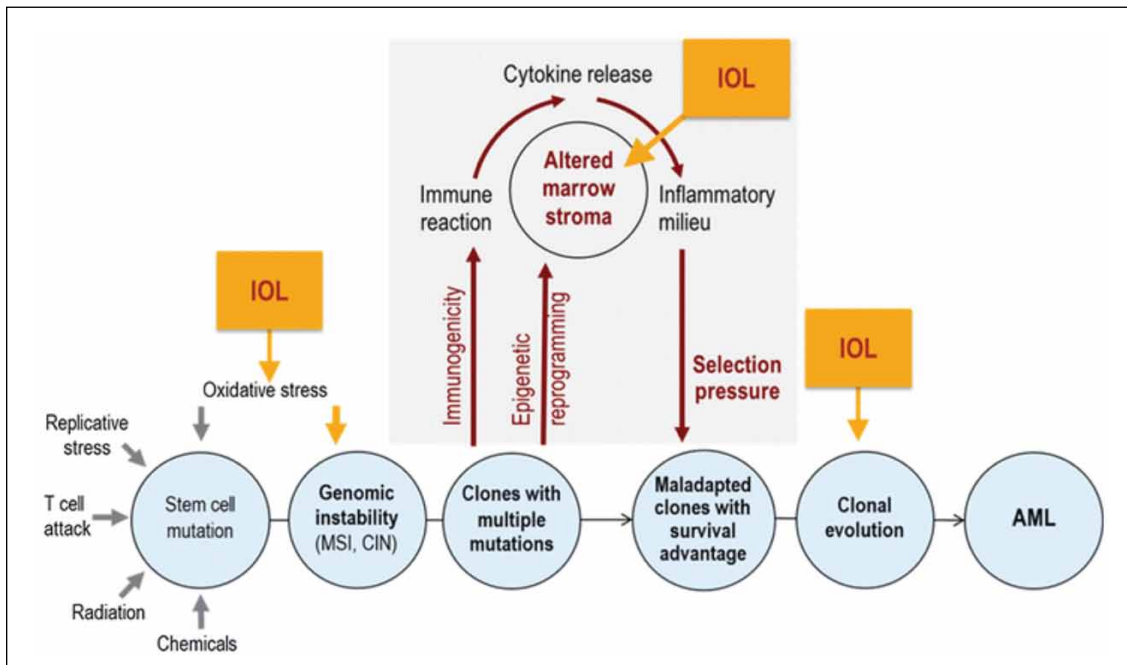 Cytokine release
IOL
Altered
marrow
stroma
Immune
reaction
Inflammatory
milieu
IOL
Immunogenicity
Epigenetic
reprogramming
Selection
pressure
IOL
Oxidative stress
Replicative
stress
T cell
attack
Radiation
Chemicals
Stem cell
mutation
Genomic
instability
(MSI, CIN)
Clones with
multiple
mutations
Maladapted
clones with
survival
advantage
Clonal
evolution
AML